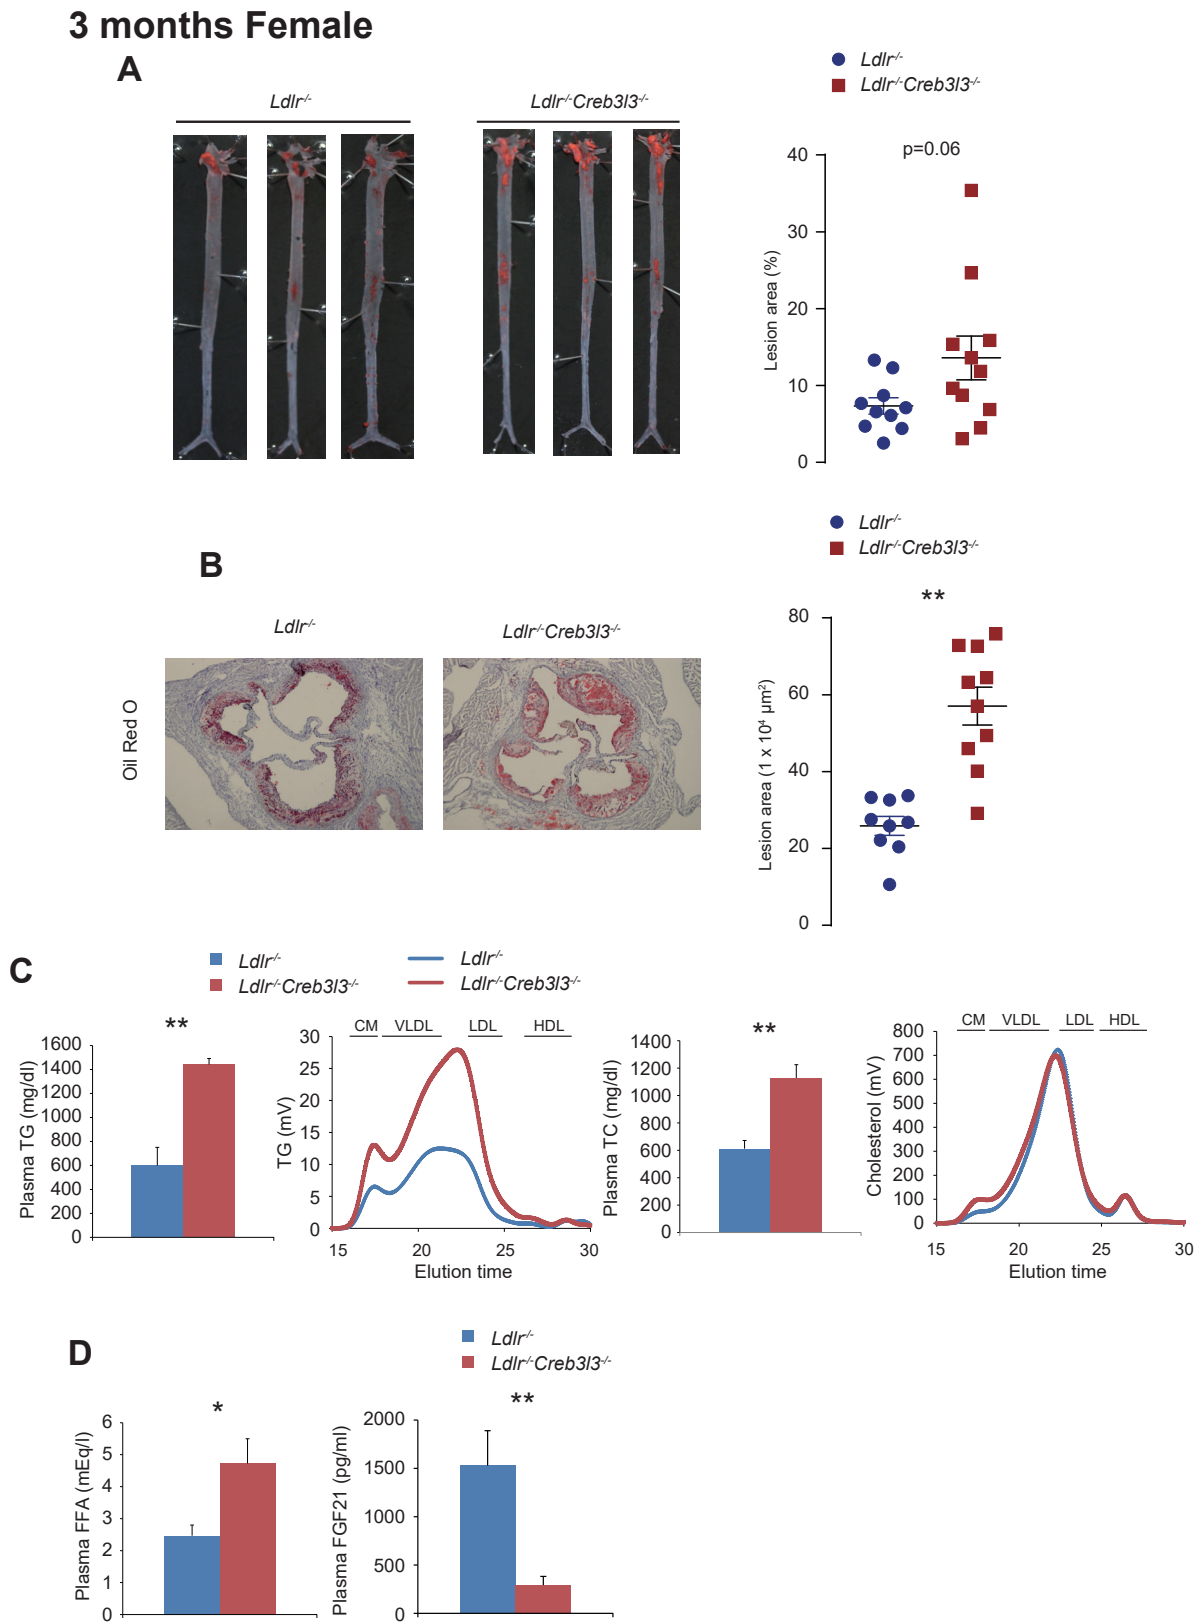 3 months Female
A
Ldlr-/-
Ldlr-/-Creb3l3-/-
Ldlr-/-
Ldlr-/-Creb3l3-/-
p=0.06
Lesion area (%)
40
30
20
10
0
B
Ldlr-/-
Ldlr-/-Creb3l3-/-
Oil Red O
Ldlr-/-
Ldlr-/-Creb3l3-/-
**
Lesion area (1 x 10⁴ µm²)
80
60
40
20
0
C
Ldlr-/-
Ldlr-/-Creb3l3-/-
Ldlr-/-
Ldlr-/-Creb3l3-/-
**
Plasma TG (mg/dl)
1600
1400
1200
1000
800
600
400
200
0
CM VLDL LDL HDL
TG (mV)
30
25
20
15
10
5
0
15 20 25 30
Elution time
**
Plasma TC (mg/dl)
1400
1200
1000
800
600
400
200
0
CM VLDL LDL HDL
Cholesterol (mV)
800
700
600
500
400
300
200
100
0
15 20 25 30
Elution time
D
Ldlr-/-
Ldlr-/-Creb3l3-/-
*
Plasma FFA (mEq/l)
6
5
4
3
2
1
0
**
Plasma FGF21 (pg/ml)
2000
1500
1000
500
0